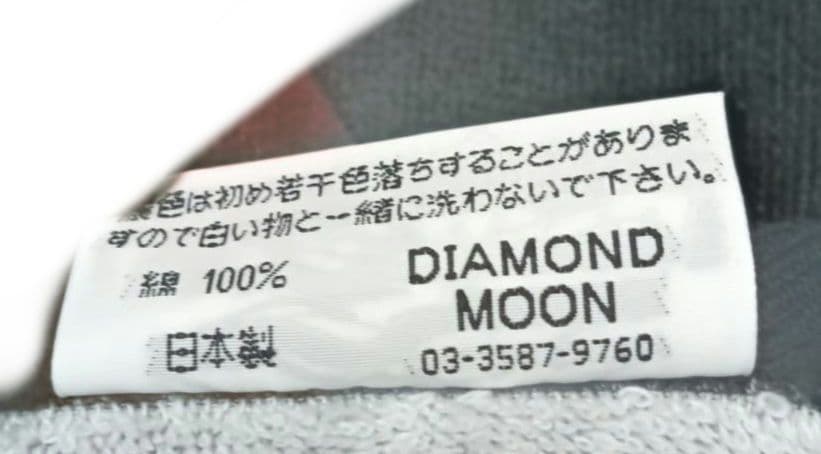 色は初め若干色落ちすることがありま
すので白い物と一緒に洗わないで下さい。
綿 100%
日本製
DIAMOND
MOON
03-3587-9760